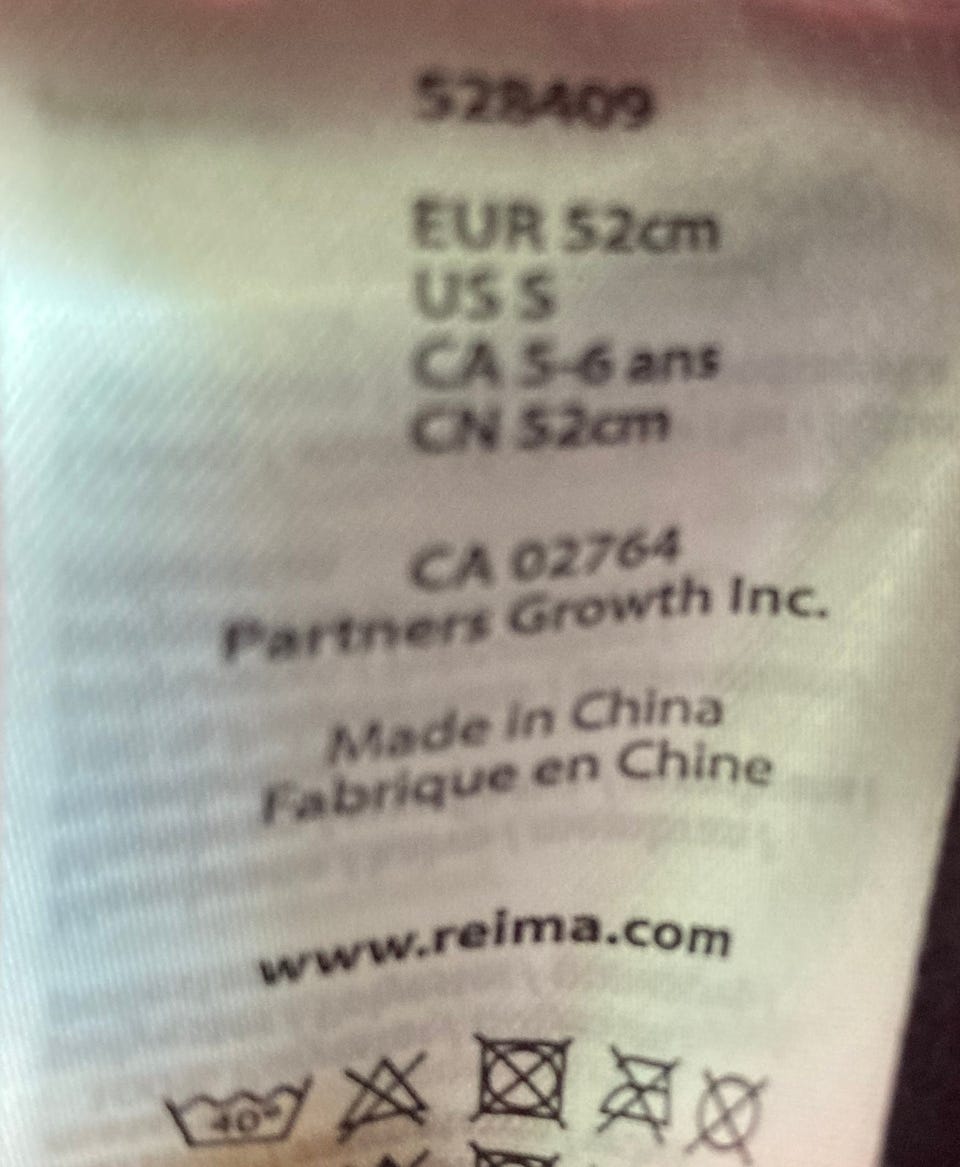 528409
EUR 52cm
US S
CA 5-6 ans
CN 52cm
CA 02764
Partners Growth Inc.
Made in China
Fabrique en Chine
www.reima.com
40°